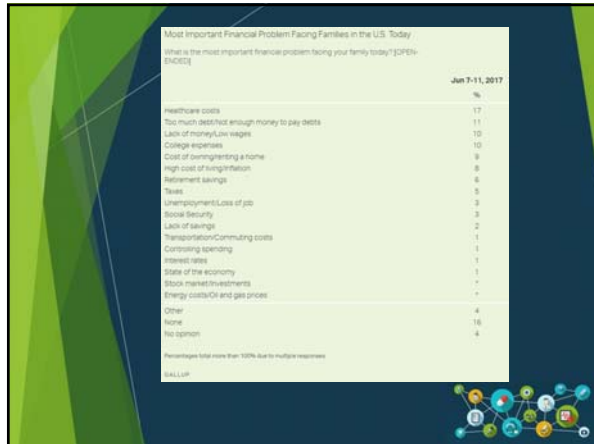 Most Important Financial Problem Facing Families in the U.S. Today
What is the most important financial problem facing your family today? [OPEN-
ENDED]
Jun 7-11, 2017
%
Healthcare costs 17
Too much debt/Not enough money to pay debts 11
Lack of money/Low wages 10
College expenses 10
Cost of owning/renting a home 9
High cost of living/Inflation 8
Retirement savings 6
Taxes 5
Unemployment/Loss of job 3
Social Security 3
Lack of savings 2
Transportation/Commuting costs 1
Controlling spending 1
Interest rates 1
State of the economy 1
Stock market/Investments *
Energy costs/Oil and gas prices *
Other 4
None 16
No opinion 4
Percentages total more than 100% due to multiple responses
GALLUP